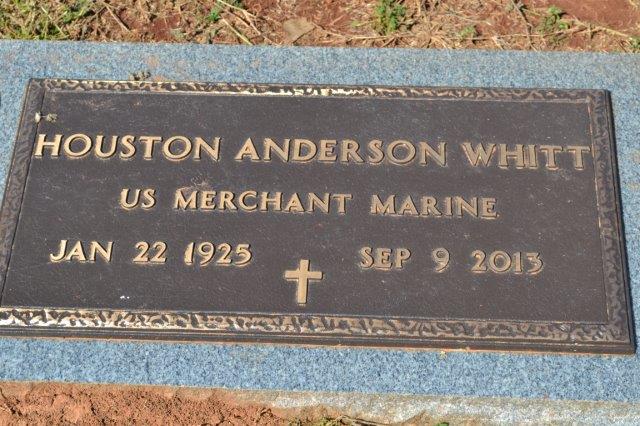 HOUSTON ANDERSON WHITT
US MERCHANT MARINE
JAN 22 1925 SEP 9 2013